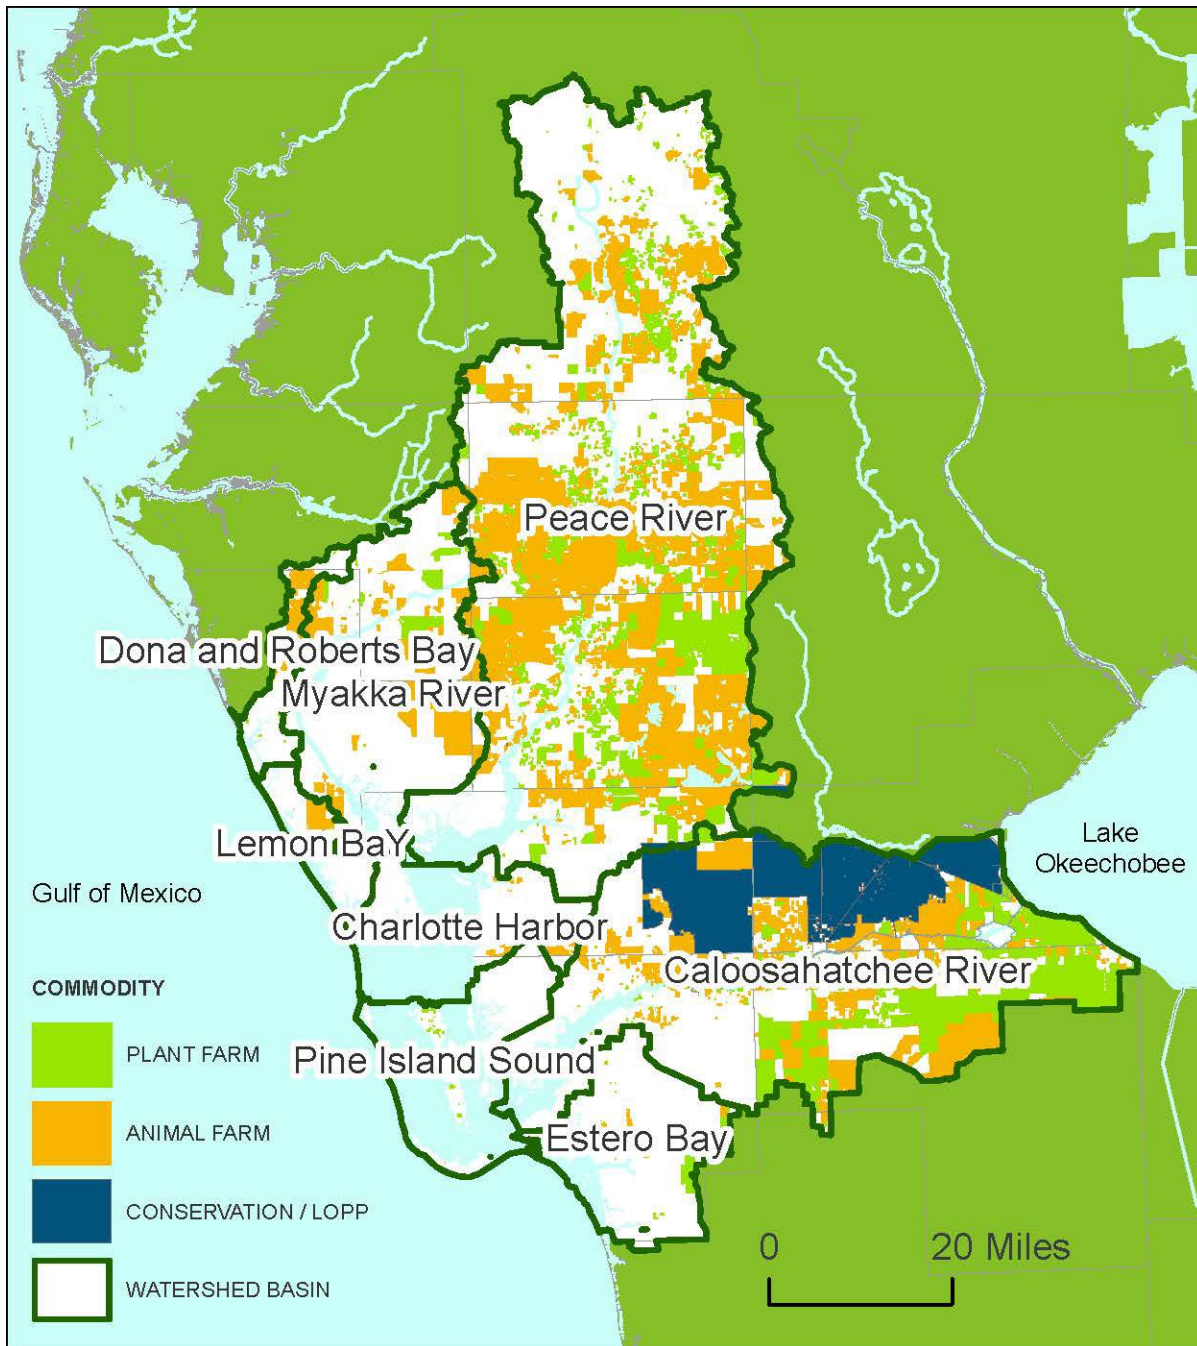 Peace River
Dona and Roberts Bay
Myakka River
Lemon BaY
Lake
Okeechobee
Gulf of Mexico
Charlotte Harbor
Caloosahatchee River
COMMODITY
PLANT FARM
Pine Island Sound
ANIMAL FARM
Estero Bay
CONSERVATION / LOPP
0 20 Miles
WATERSHED BASIN